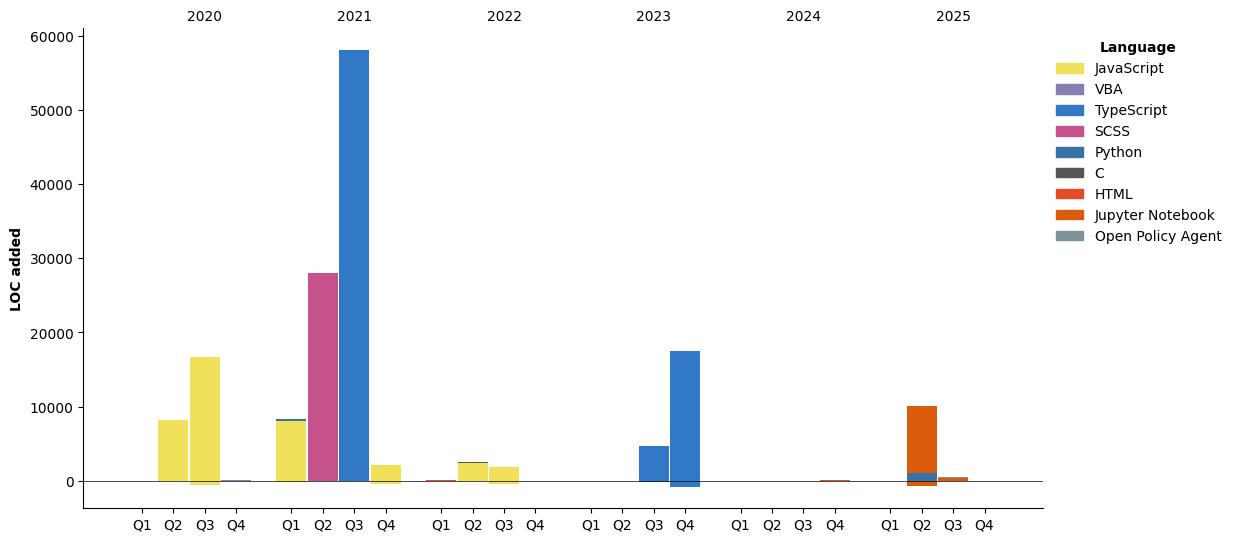 2020 2021 2022 2023 2024 2025
60000
50000
40000
30000
20000
10000
0
LOC added
Q1 Q2 Q3 Q4 Q1 Q2 Q3 Q4 Q1 Q2 Q3 Q4 Q1 Q2 Q3 Q4 Q1 Q2 Q3 Q4 Q1 Q2 Q3 Q4
Language
JavaScript
VBA
TypeScript
SCSS
Python
C
HTML
Jupyter Notebook
Open Policy Agent